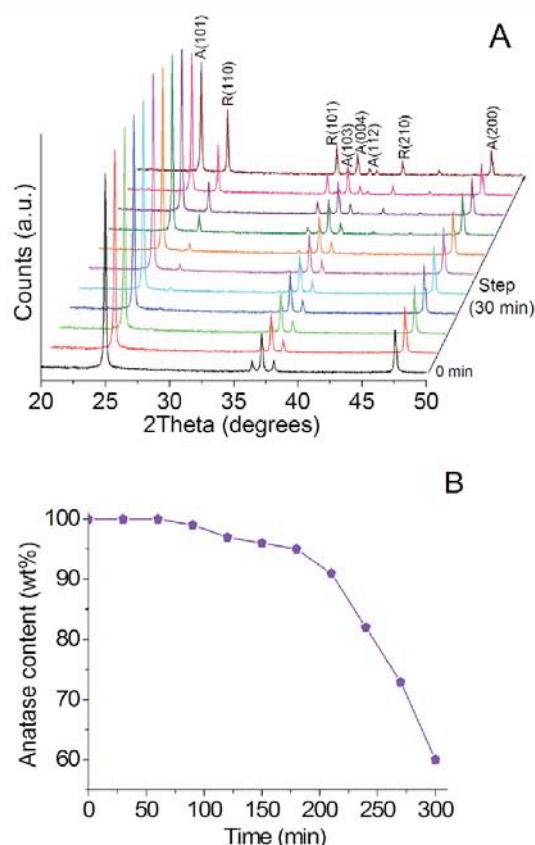 A
A(101)
R(110)
R(101)
A(103)
A(004)
A(112)
R(210)
A(200)
Counts (a.u.)
Step
(30 min)
0 min
20 25 30 35 40 45 50
2Theta (degrees)
B
100
90
80
70
60
Anatase content (wt%)
0 50 100 150 200 250 300
Time (min)